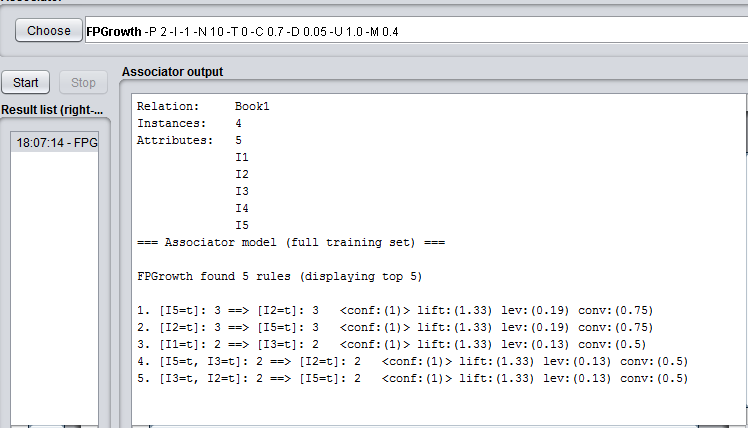 Choose FPGrowth -P 2 -I -1 -N 10 -T 0 -C 0.7 -D 0.05 -U 1.0 -M 0.4
Start Stop
Associator output
Result list (right-...
18:07:14 - FPG
Relation: Book1
Instances: 4
Attributes: 5
I1
I2
I3
I4
I5
=== Associator model (full training set) ===
FPGrowth found 5 rules (displaying top 5)
1. [I5=t]: 3 ==> [I2=t]: 3 <conf:(1)> lift:(1.33) lev:(0.19) conv:(0.75)
2. [I2=t]: 3 ==> [I5=t]: 3 <conf:(1)> lift:(1.33) lev:(0.19) conv:(0.75)
3. [I1=t]: 2 ==> [I3=t]: 2 <conf:(1)> lift:(1.33) lev:(0.13) conv:(0.5)
4. [I5=t, I3=t]: 2 ==> [I2=t]: 2 <conf:(1)> lift:(1.33) lev:(0.13) conv:(0.5)
5. [I3=t, I2=t]: 2 ==> [I5=t]: 2 <conf:(1)> lift:(1.33) lev:(0.13) conv:(0.5)